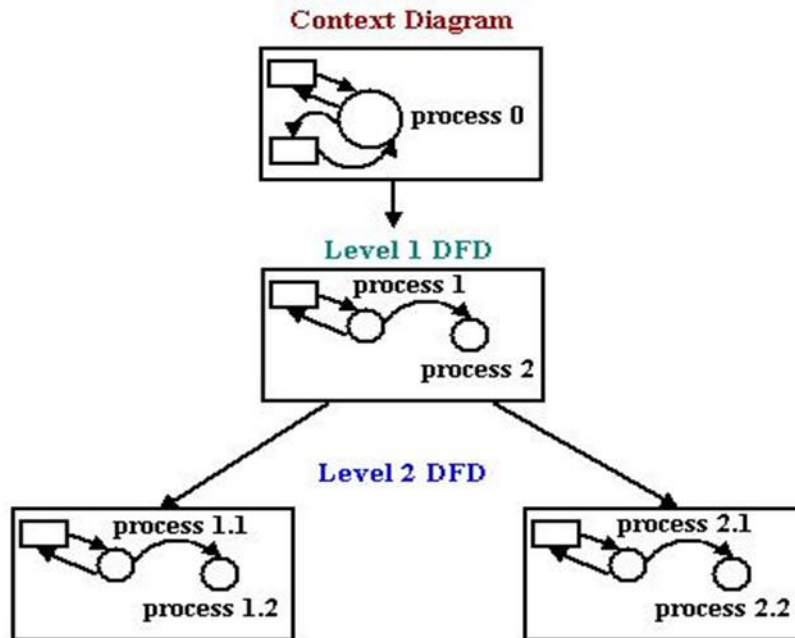 Context Diagram
process 0
Level 1 DFD
process 1
process 2
Level 2 DFD
process 1.1
process 1.2
process 2.1
process 2.2